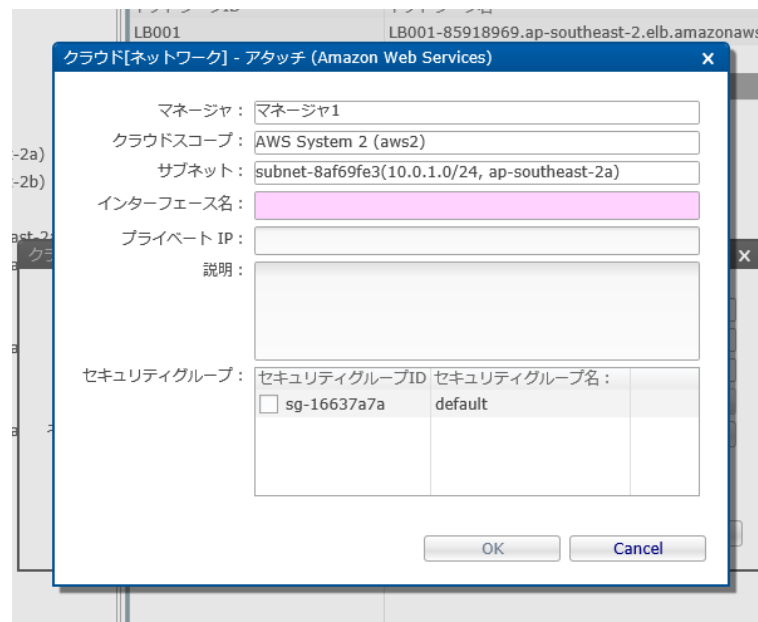 LB001 LB001-85918969.ap-southeast-2.elb.amazonaws
クラウド[ネットワーク] - アタッチ (Amazon Web Services) x
マネージャ： マネージャ1
クラウドスコープ： AWS System 2 (aws2)
-2a)
サブネット： subnet-8af69fe3(10.0.1.0/24, ap-southeast-2a)
-2b)
インターフェース名：
プライベート IP：
説明：
x
セキュリティグループ： セキュリティグループID セキュリティグループ名：
sg-16637a7a default
OK Cancel